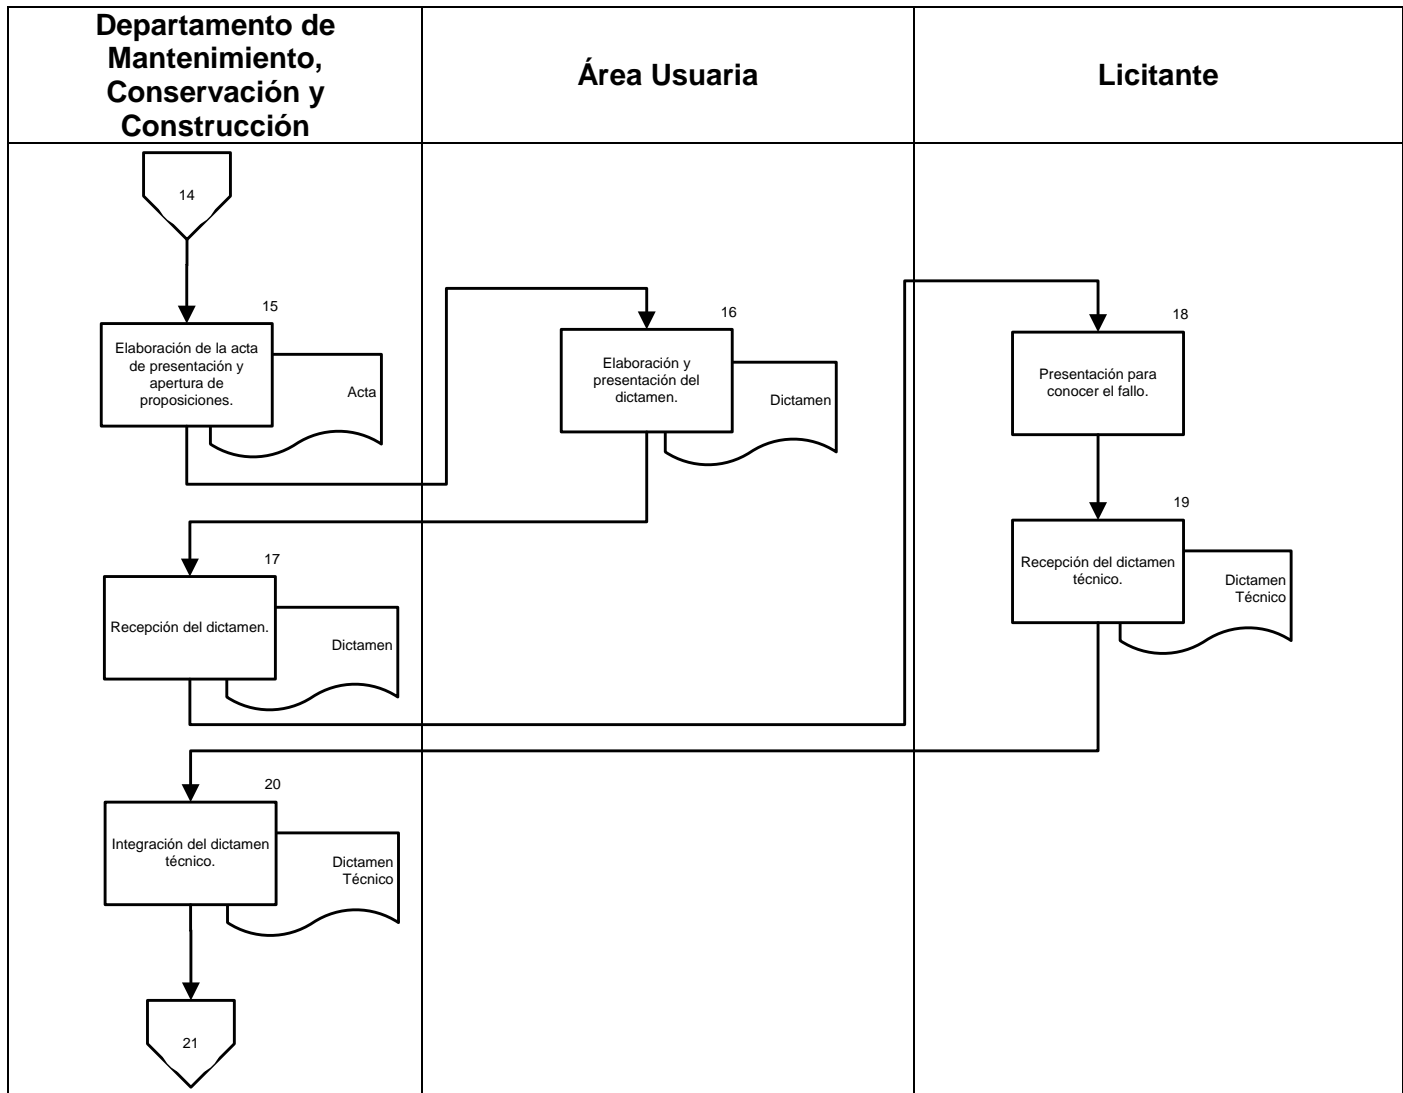 Departamento de
Mantenimiento,
Conservación y
Construcción
Área Usuaria
Licitante
14
15
Elaboración de la acta
de presentación y
apertura de
proposiciones.
Acta
16
Elaboración y
presentación del
dictamen.
Dictamen
18
Presentación para
conocer el fallo.
19
Recepción del dictamen
técnico.
Dictamen
Técnico
17
Recepción del dictamen.
Dictamen
20
Integración del dictamen
técnico.
Dictamen
Técnico
21